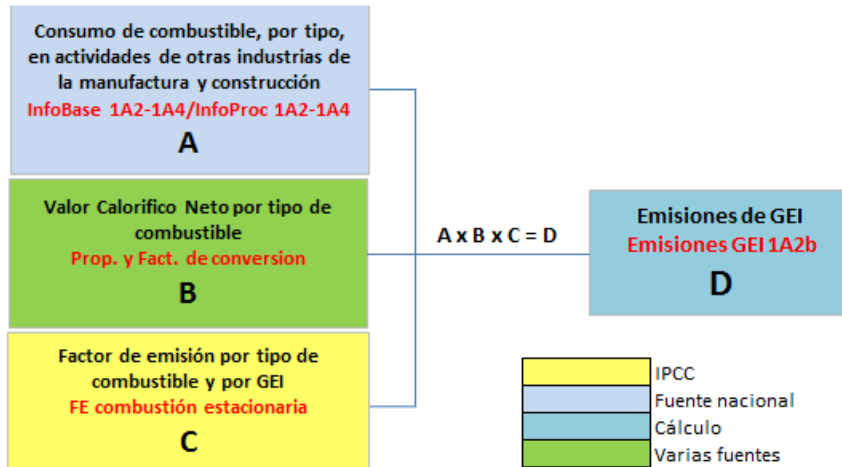 Consumo de combustible, por tipo,
en actividades de otras industrias de
la manufactura y construcción
InfoBase 1A2-1A4/InfoProc 1A2-1A4
A
Valor Calorifico Neto por tipo de
combustible
Prop. y Fact. de conversion
B
Factor de emisión por tipo de
combustible y por GEI
FE combustión estacionaria
C
A x B x C = D
Emisiones de GEI
Emisiones GEI 1A2b
D
IPCC
Fuente nacional
Cálculo
Varias fuentes